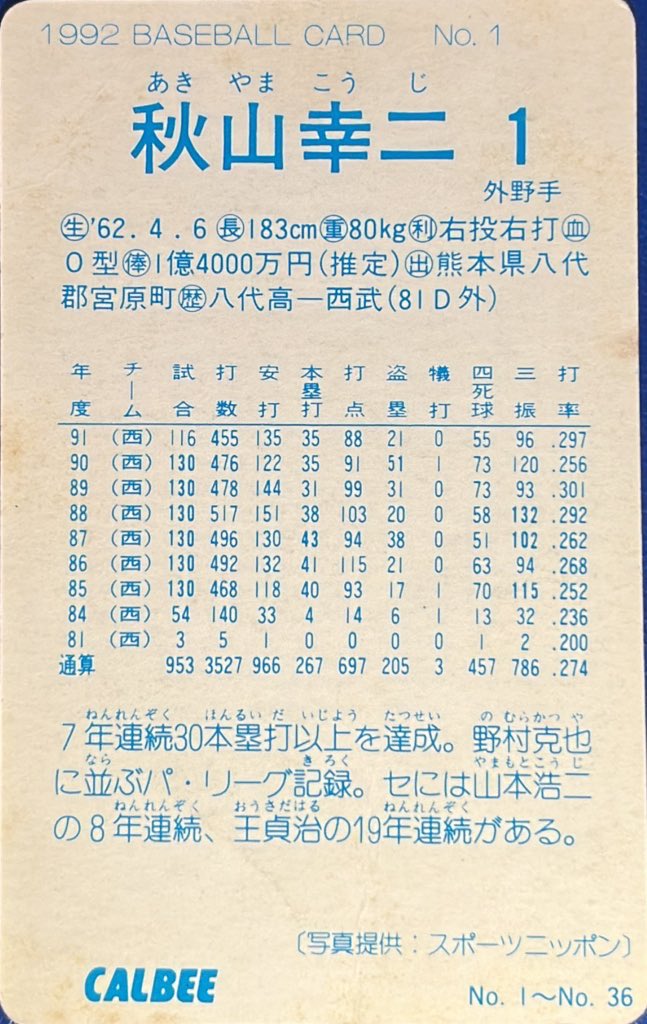 1992 BASEBALL CARD No. 1
あき やま こう じ
秋山幸二 1
外野手
生'62. 4. 6 長183cm重80kg利右投右打血
O型俸1億4000万円(推定)出熊本県八代
郡宮原町歴八代高―西武(81D外)
年度 チーム 試合 打数 安打 本塁打 打点 盗塁 犠打 四死球 三振 打率
91 (西) 116 455 135 35 88 21 0 55 96 .297
90 (西) 130 476 122 35 91 51 1 73 120 .256
89 (西) 130 478 144 31 99 31 0 73 93 .301
88 (西) 130 517 151 38 103 20 0 58 132 .292
87 (西) 130 496 130 43 94 38 0 51 102 .262
86 (西) 130 492 132 41 115 21 0 63 94 .268
85 (西) 130 468 118 40 93 17 1 70 115 .252
84 (西) 54 140 33 4 14 6 1 13 32 .236
81 (西) 3 5 1 0 0 0 0 1 2 .200
通算 953 3527 966 267 697 205 3 457 786 .274
ねんれんぞく ほんるい だ いじよう たつせい の むらかつ や
7年連続30本塁打以上を達成。野村克也
なら きろく やまもとこう じ
に並ぶパ・リーグ記録。セには山本浩二
ねんれんぞく おうさだはる ねんれんぞく
の8年連続、王貞治の19年連続がある。
〔写真提供：スポーツニッポン〕
CALBEE
No. 1〜No. 36